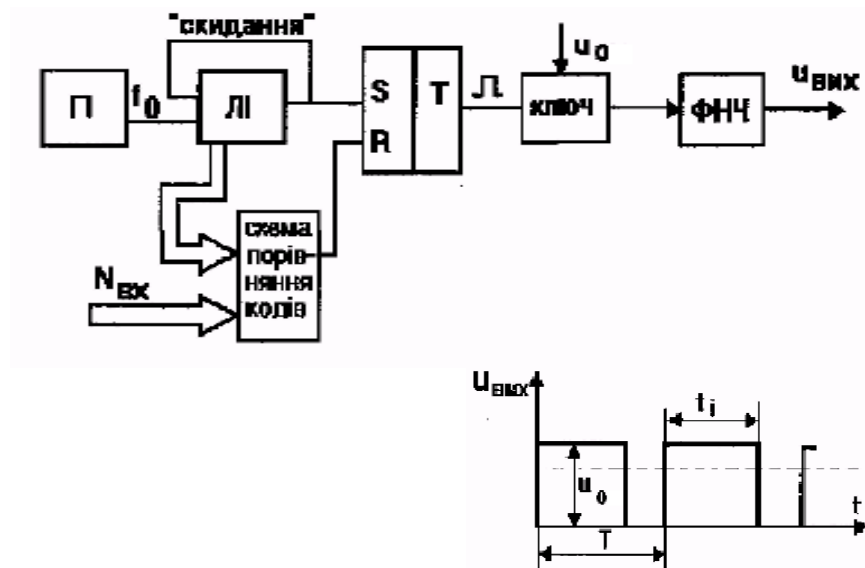 "скидання"
Г
f₀
ЛІ
S
R
T
u₀
ключ
ФНЧ
uвих
схема
порів
няння
кодів
Nвх
uвих
tᵢ
u₀
T
t